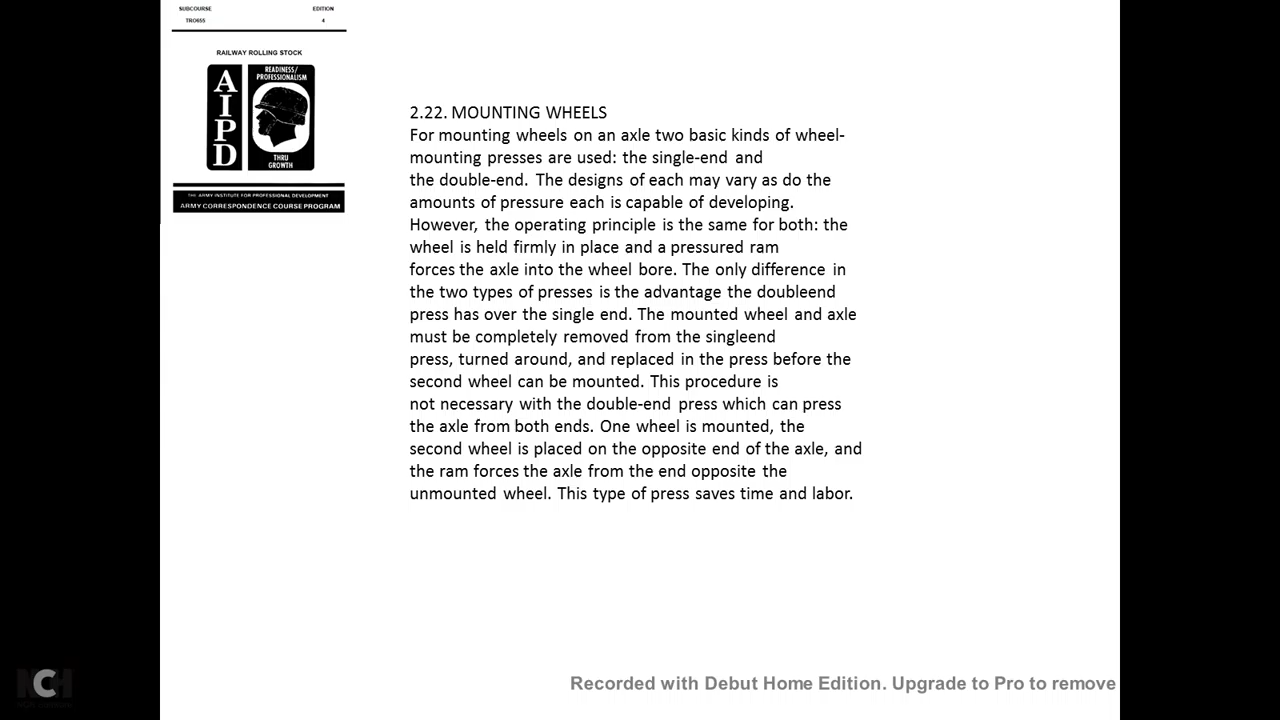 SUBCOURSE EDITION
TRO655 4
RAILWAY ROLLING STOCK
AIPD
READINESS/
PROFESSIONALISM
THRU
GROWTH
THE ARMY INSTITUTE FOR PROFESSIONAL DEVELOPMENT
ARMY CORRESPONDENCE COURSE PROGRAM
2.22. MOUNTING WHEELS
For mounting wheels on an axle two basic kinds of wheel-
mounting presses are used: the single-end and
the double-end. The designs of each may vary as do the
amounts of pressure each is capable of developing.
However, the operating principle is the same for both: the
wheel is held firmly in place and a pressured ram
forces the axle into the wheel bore. The only difference in
the two types of presses is the advantage the doubleend
press has over the single end. The mounted wheel and axle
must be completely removed from the singleend
press, turned around, and replaced in the press before the
second wheel can be mounted. This procedure is
not necessary with the double-end press which can press
the axle from both ends. One wheel is mounted, the
second wheel is placed on the opposite end of the axle, and
the ram forces the axle from the end opposite the
unmounted wheel. This type of press saves time and labor.
NCH
Recorded with Debut Home Edition. Upgrade to Pro to remove